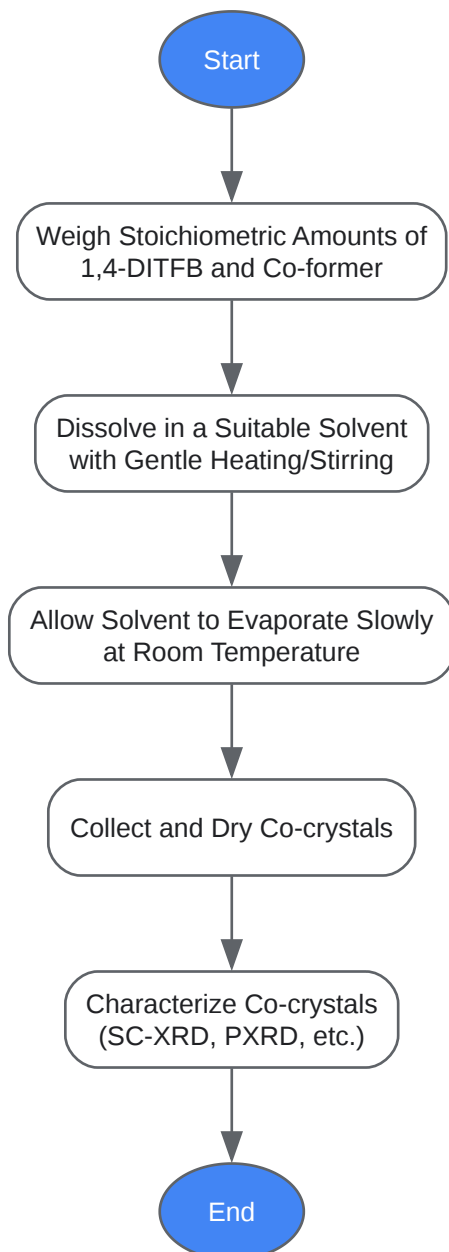 Start
Weigh Stoichiometric Amounts of
1,4-DITFB and Co-former
Dissolve in a Suitable Solvent
with Gentle Heating/Stirring
Allow Solvent to Evaporate Slowly
at Room Temperature
Collect and Dry Co-crystals
Characterize Co-crystals
(SC-XRD, PXRD, etc.)
End